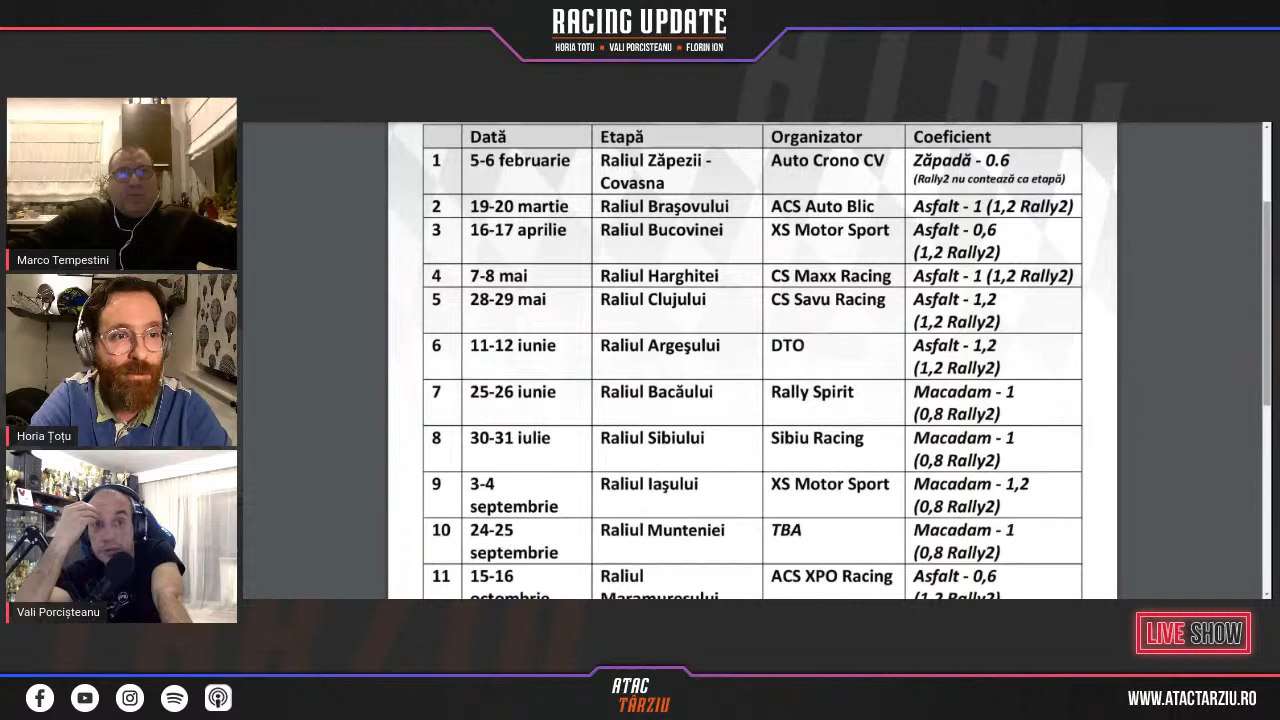 RACING UPDATE
HORIA TOTU VALI PORCISTEANU FLORIN ION
Marco Tempestini
Horia Țoțu
Vali Porcișteanu
Dată Etapă Organizator Coeficient
1 5-6 februarie Raliul Zăpezii - Auto Crono CV Zăpadă - 0.6
Covasna (Rally2 nu contează ca etapă)
2 19-20 martie Raliul Braşovului ACS Auto Blic Asfalt - 1 (1,2 Rally2)
3 16-17 aprilie Raliul Bucovinei XS Motor Sport Asfalt - 0,6
(1,2 Rally2)
4 7-8 mai Raliul Harghitei CS Maxx Racing Asfalt - 1 (1,2 Rally2)
5 28-29 mai Raliul Clujului CS Savu Racing Asfalt - 1,2
(1,2 Rally2)
6 11-12 iunie Raliul Argeşului DTO Asfalt - 1,2
(1,2 Rally2)
7 25-26 iunie Raliul Bacăului Rally Spirit Macadam - 1
(0,8 Rally2)
8 30-31 iulie Raliul Sibiului Sibiu Racing Macadam - 1
(0,8 Rally2)
9 3-4 Raliul Iaşului XS Motor Sport Macadam - 1,2
septembrie (0,8 Rally2)
10 24-25 Raliul Munteniei TBA Macadam - 1
septembrie (0,8 Rally2)
11 15-16 Raliul ACS XPO Racing Asfalt - 0,6
octombrie Maramureşului (1,2 Rally2)
LIVE SHOW
ATAC
TÂRZIU
WWW.ATACTARZIU.RO